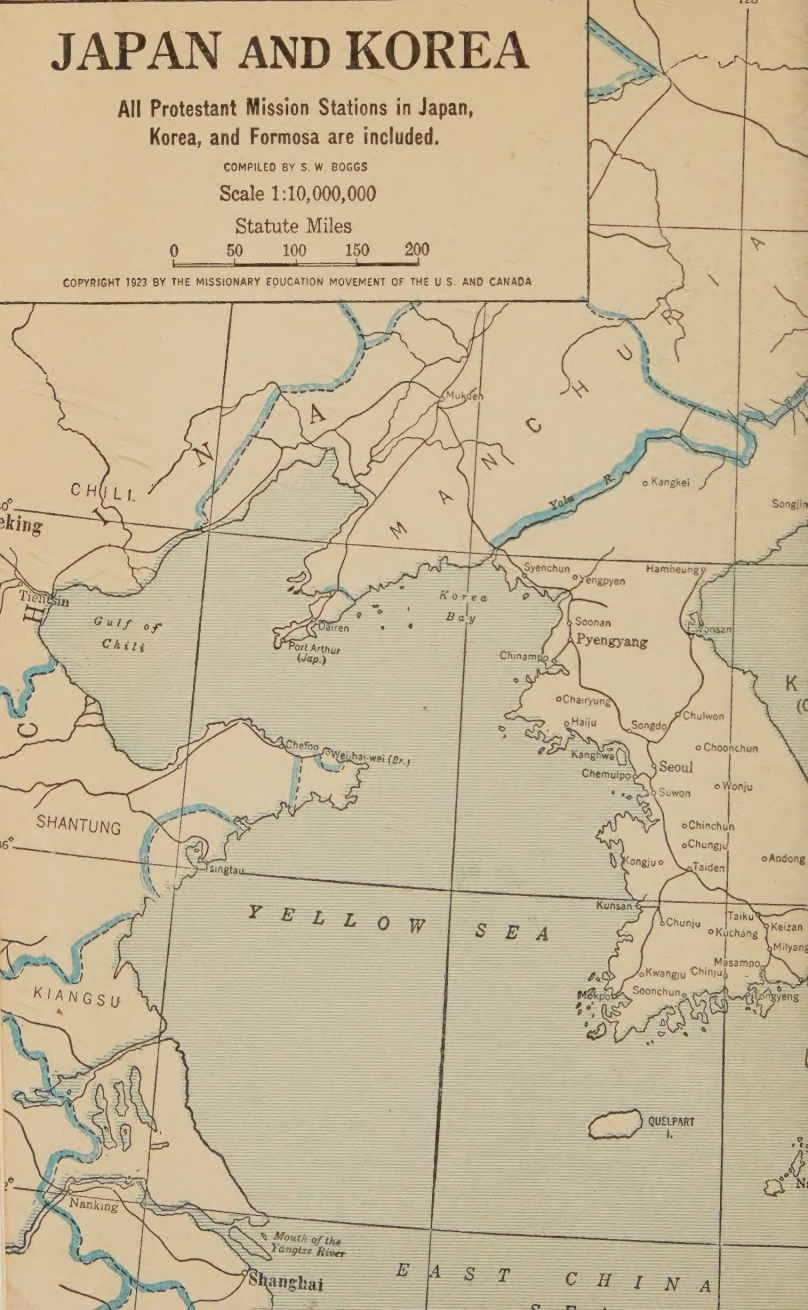 JAPAN AND KOREA
All Protestant Mission Stations in Japan,
Korea, and Formosa are included.
COMPILED BY S. W. BOGGS
Scale 1:10,000,000
Statute Miles
0 50 100 150 200
COPYRIGHT 1923 BY THE MISSIONARY EDUCATION MOVEMENT OF THE U.S. AND CANADA
MANCHURIA
CHINA
Mukden
CHILI
Yalu R.
Kangkei
Songjin
eking
Tientsin
Gulf of
Chili
Korea
Bay
Syenchun
Yengpyen
Hamheung
Dairen
Port Arthur
(Jap.)
Soonan
Pyengyang
Wonsan
Chinampo
K
Chairyung
Haiju
Songdo
Chulwon
Chefoo
Wei-hai-wei (Br.)
Kanghwa
Choonchun
Chemulpo
Seoul
Suwon
Wonju
SHANTUNG
Chinchun
Chungju
Tsingtau
Kongju
Taiden
Andong
YELLOW SEA
Kunsan
Chunju
Taiku
Kuchang
Keizan
Milyang
KIANGSU
Kwangju
Chinju
Masampo
Mokpo
Soonchun
Tongyeng
QUELPART
I.
Nanking
Mouth of the
Yangtze River
Shanghai
EAST CHINA